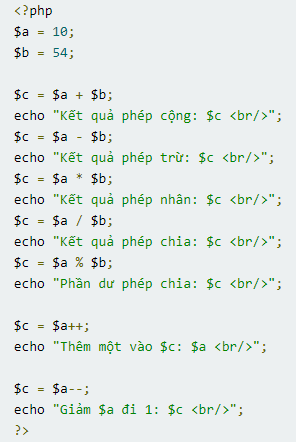 <?php
$a = 10;
$b = 54;
$c = $a + $b;
echo "Kết quả phép cộng: $c <br/>";
$c = $a - $b;
echo "Kết quả phép trừ: $c <br/>";
$c = $a * $b;
echo "Kết quả phép nhân: $c <br/>";
$c = $a / $b;
echo "Kết quả phép chia: $c <br/>";
$c = $a % $b;
echo "Phần dư phép chia: $c <br/>";
$c = $a++;
echo "Thêm một vào $c: $a <br/>";
$c = $a--;
echo "Giảm $a đi 1: $c <br/>";
?>